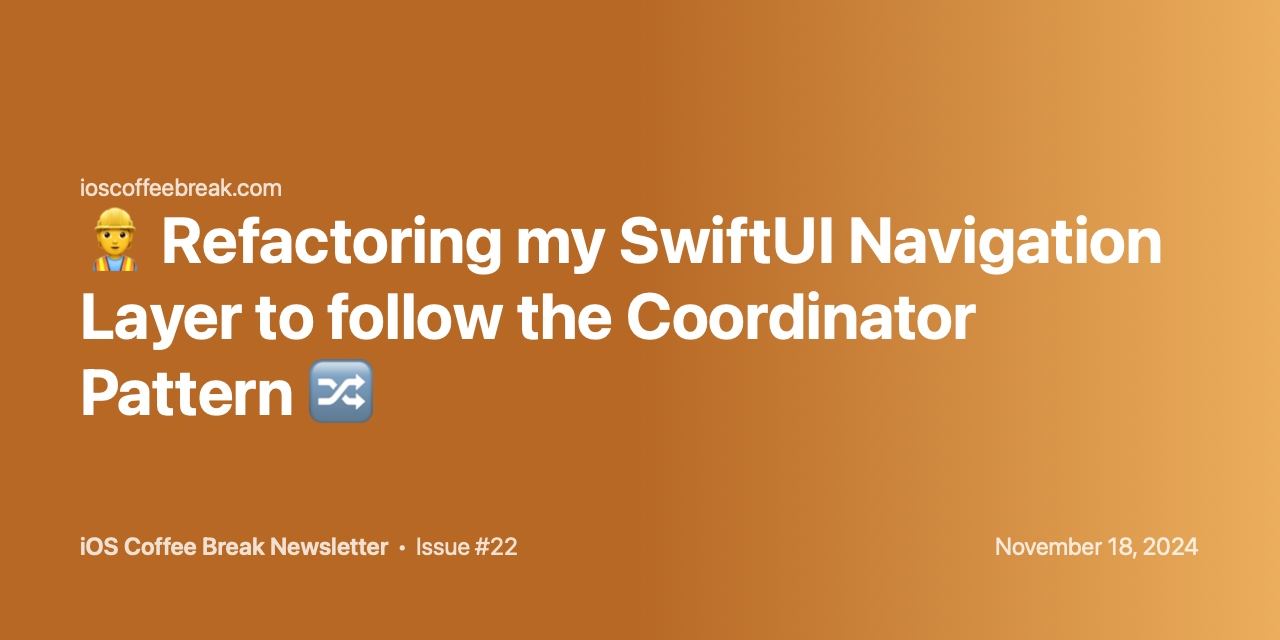 ioscoffeebreak.com
👷 Refactoring my SwiftUI Navigation
Layer to follow the Coordinator
Pattern 🔀
iOS Coffee Break Newsletter • Issue #22
November 18, 2024